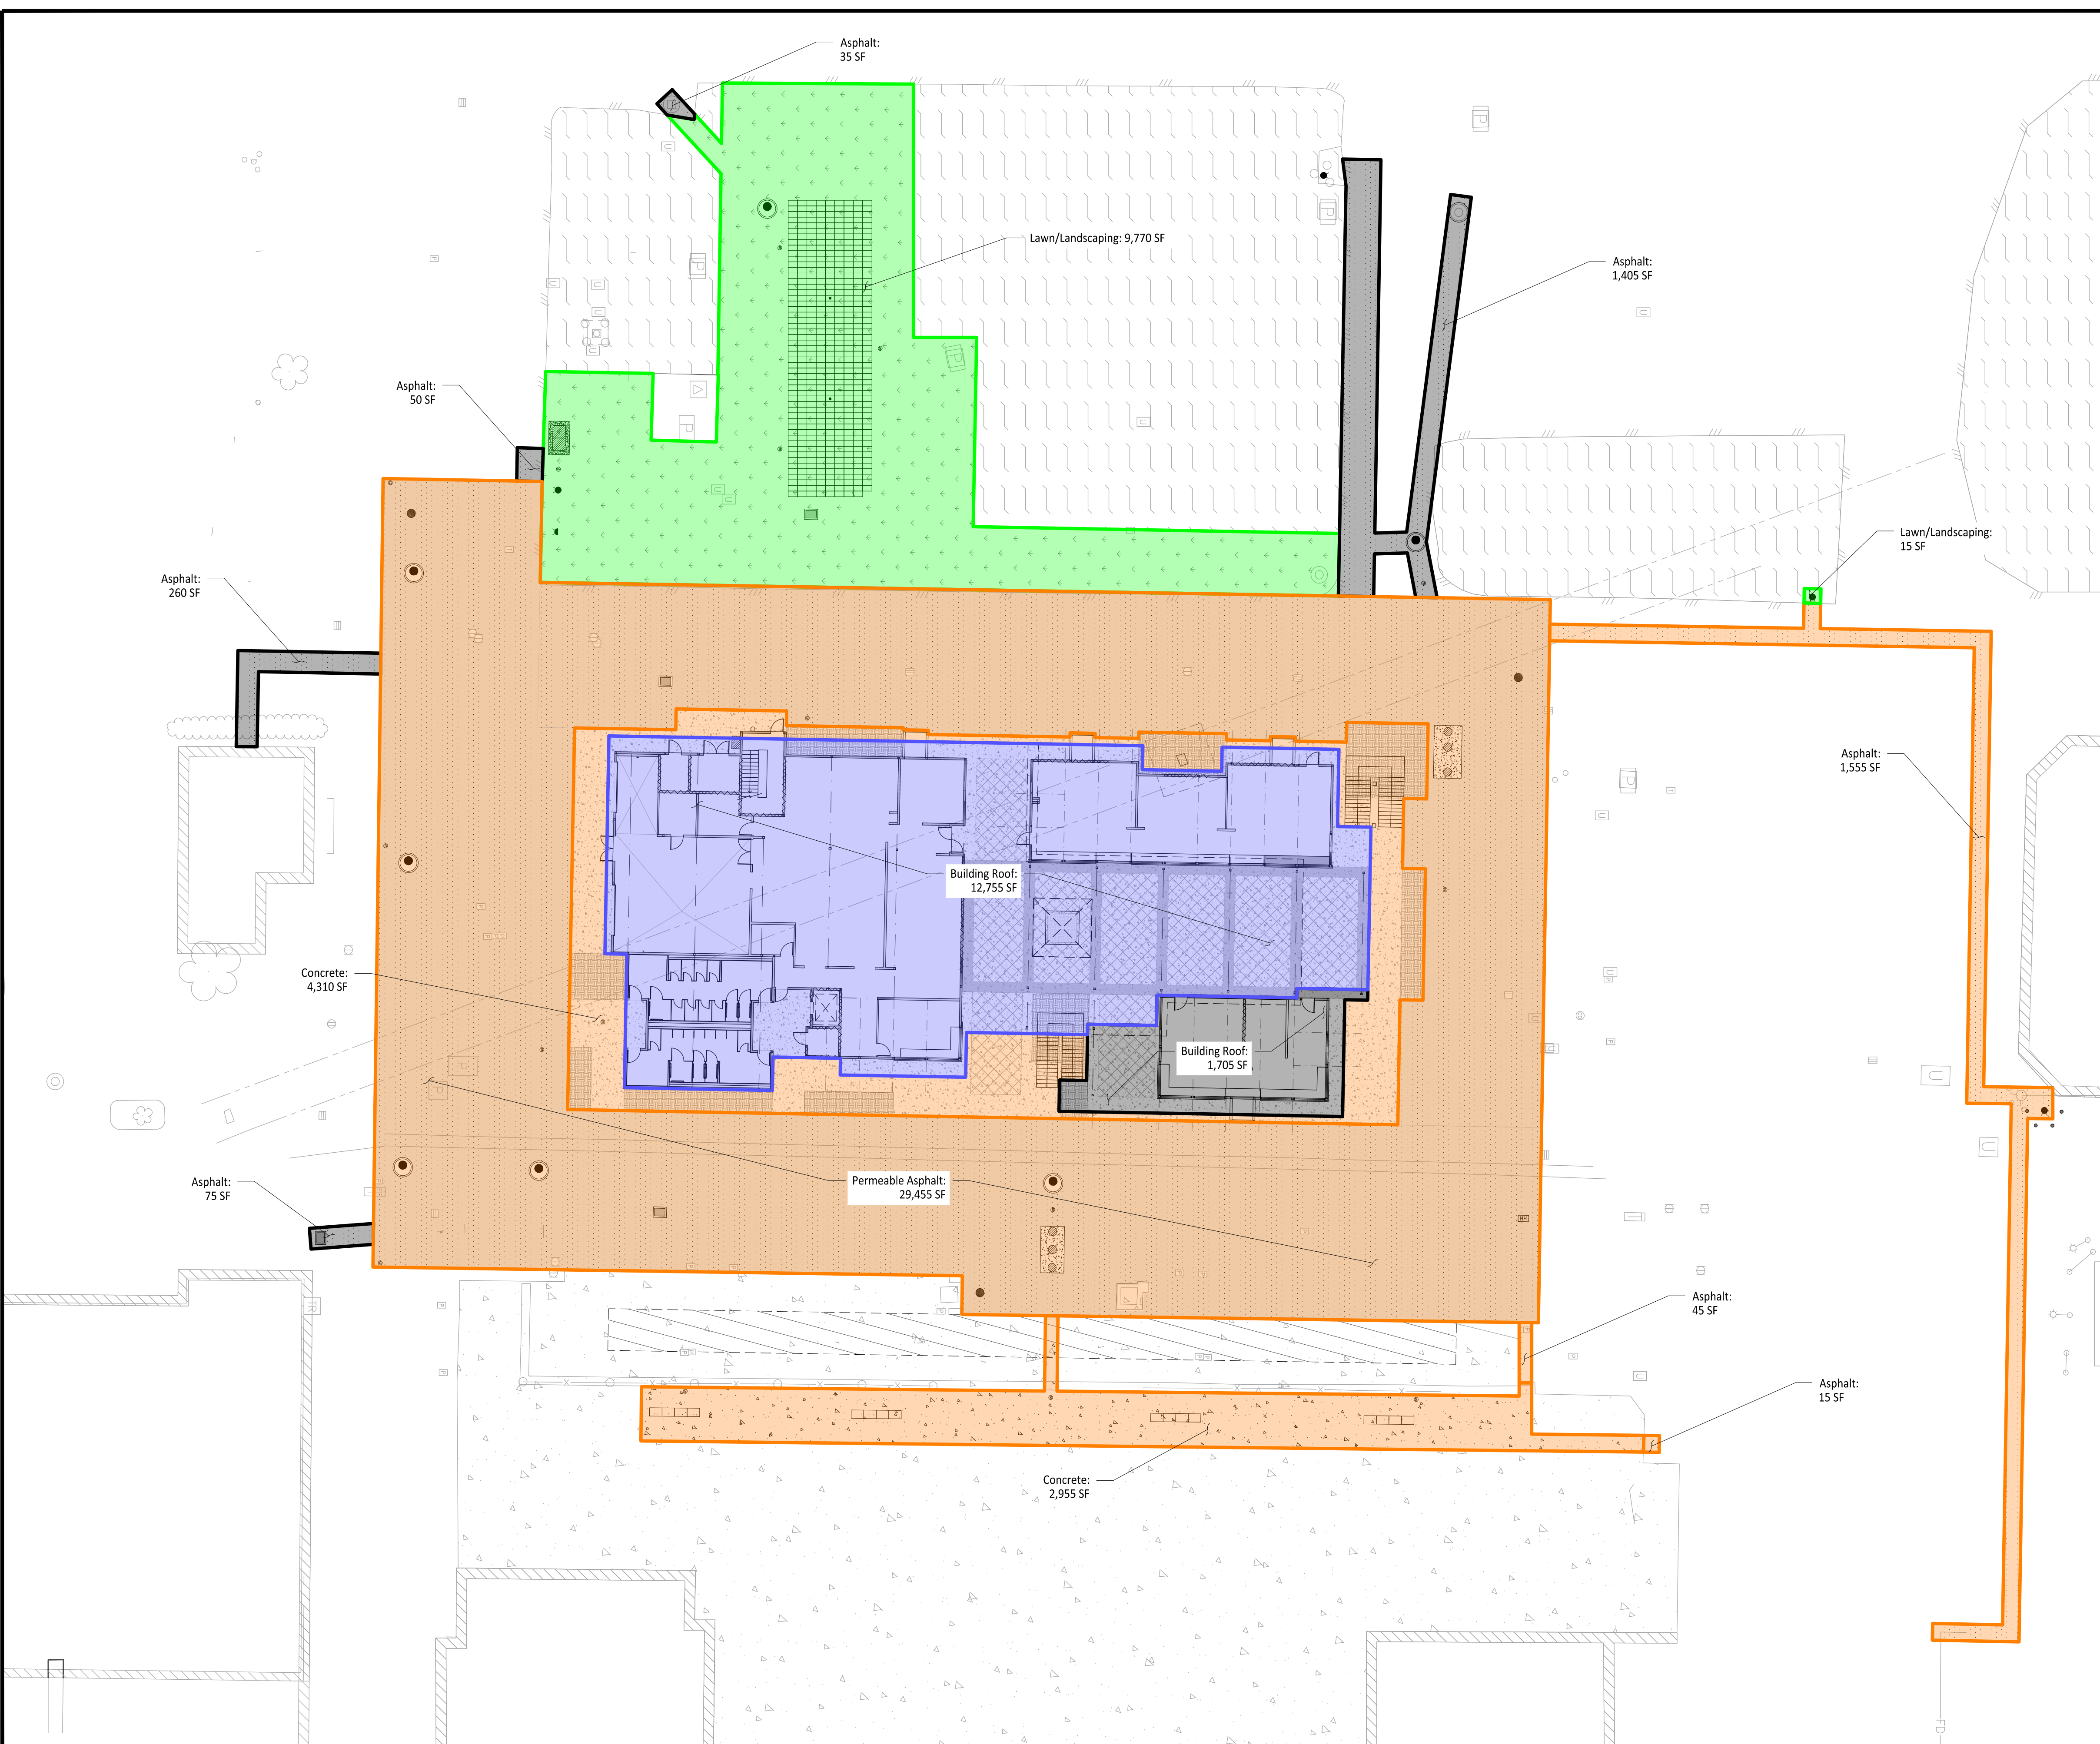 Asphalt:
35 SF
Lawn/Landscaping: 9,770 SF
Asphalt:
1,405 SF
Asphalt:
50 SF
Lawn/Landscaping:
15 SF
Asphalt:
260 SF
Asphalt:
1,555 SF
Building Roof:
12,755 SF
Concrete:
4,310 SF
Building Roof:
1,705 SF
Permeable Asphalt:
29,455 SF
Asphalt:
75 SF
Asphalt:
45 SF
Asphalt:
15 SF
Concrete:
2,955 SF